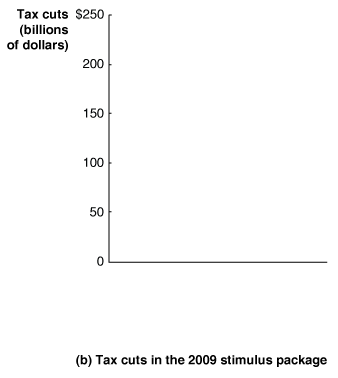 Tax cuts
(billions
of dollars)
$250
200
150
100
50
0
(b) Tax cuts in the 2009 stimulus package